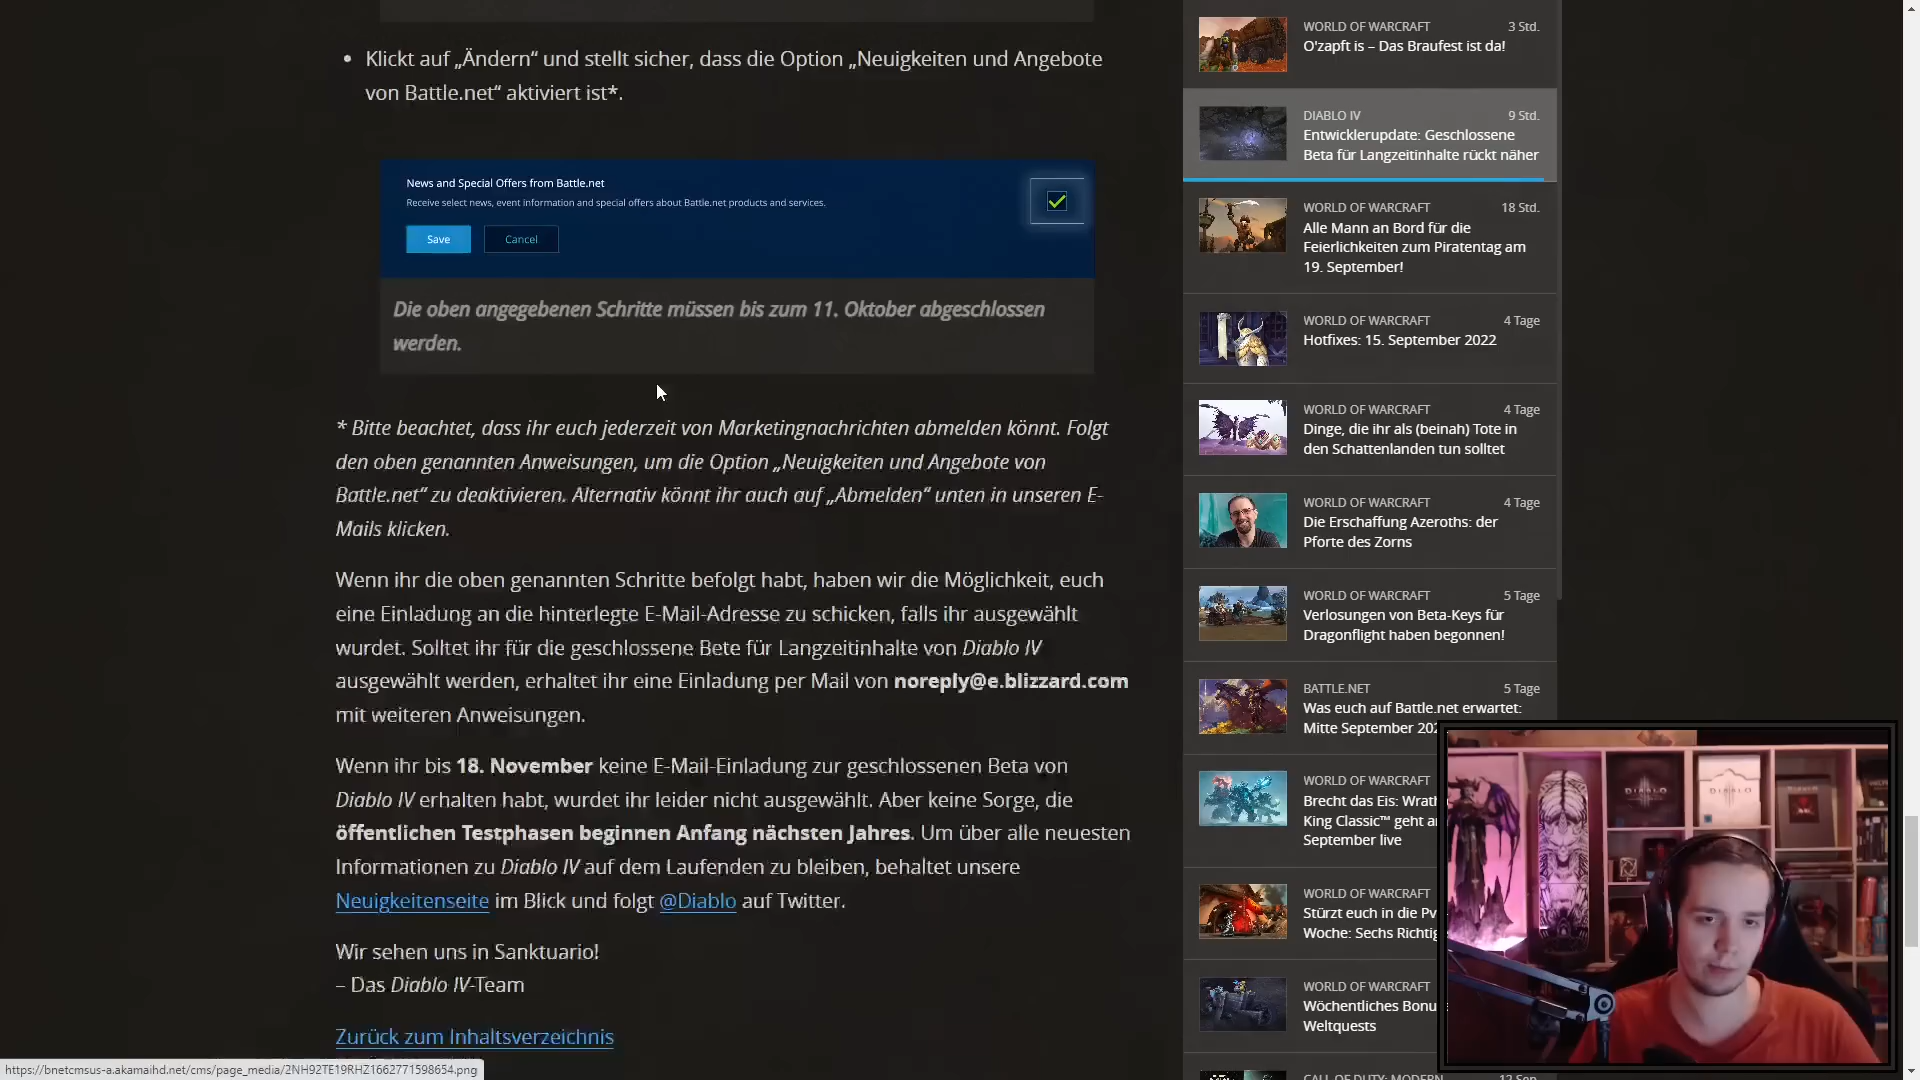 Klickt auf „Ändern“ und stellt sicher, dass die Option „Neuigkeiten und Angebote
von Battle.net“ aktiviert ist*.
News and Special Offers from Battle.net
Receive select news, event information and special offers about Battle.net products and services.
Save
Cancel
Die oben angegebenen Schritte müssen bis zum 11. Oktober abgeschlossen
werden.
* Bitte beachtet, dass ihr euch jederzeit von Marketingnachrichten abmelden könnt. Folgt
den oben genannten Anweisungen, um die Option „Neuigkeiten und Angebote von
Battle.net“ zu deaktivieren. Alternativ könnt ihr auch auf „Abmelden“ unten in unseren E-
Mails klicken.
Wenn ihr die oben genannten Schritte befolgt habt, haben wir die Möglichkeit, euch
eine Einladung an die hinterlegte E-Mail-Adresse zu schicken, falls ihr ausgewählt
wurdet. Solltet ihr für die geschlossene Bete für Langzeitinhalte von Diablo IV
ausgewählt werden, erhaltet ihr eine Einladung per Mail von noreply@e.blizzard.com
mit weiteren Anweisungen.
Wenn ihr bis 18. November keine E-Mail-Einladung zur geschlossenen Beta von
Diablo IV erhalten habt, wurdet ihr leider nicht ausgewählt. Aber keine Sorge, die
öffentlichen Testphasen beginnen Anfang nächsten Jahres. Um über alle neuesten
Informationen zu Diablo IV auf dem Laufenden zu bleiben, behaltet unsere
Neuigkeitenseite im Blick und folgt @Diablo auf Twitter.
Wir sehen uns in Sanktuario!
– Das Diablo IV-Team
Zurück zum Inhaltsverzeichnis
https://bnetcmsus-a.akamaihd.net/cms/page_media/2NH92TE19RHZ1662771598654.png
WORLD OF WARCRAFT 3 Std.
O'zapft is – Das Braufest ist da!
DIABLO IV 9 Std.
Entwicklerupdate: Geschlossene
Beta für Langzeitinhalte rückt näher
WORLD OF WARCRAFT 18 Std.
Alle Mann an Bord für die
Feierlichkeiten zum Piratentag am
19. September!
WORLD OF WARCRAFT 4 Tage
Hotfixes: 15. September 2022
WORLD OF WARCRAFT 4 Tage
Dinge, die ihr als (beinah) Tote in
den Schattenlanden tun solltet
WORLD OF WARCRAFT 4 Tage
Die Erschaffung Azeroths: der
Pforte des Zorns
WORLD OF WARCRAFT 5 Tage
Verlosungen von Beta-Keys für
Dragonflight haben begonnen!
BATTLE.NET 5 Tage
Was euch auf Battle.net erwartet:
Mitte September 202
WORLD OF WARCRAFT
Brecht das Eis: Wrath
King Classic™ geht a
September live
WORLD OF WARCRAFT
Stürzt euch in die Pv
Woche: Sechs Richtig
WORLD OF WARCRAFT
Wöchentliches Bonu
Weltquests
CALL OF DUTY: MODERN 12 Sep.
DIABLO